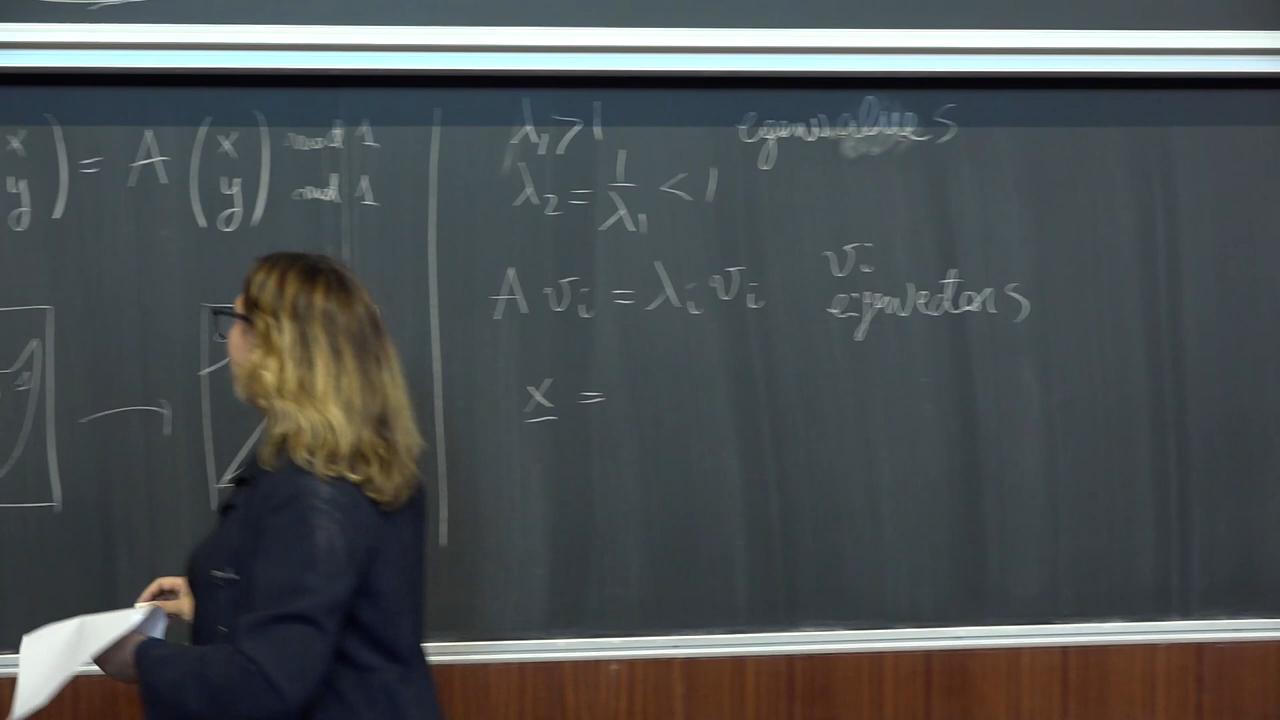 (x y) = A (x y) mod 1 mod 1
λ₁ > 1 eigenvalues
λ₂ = 1/λ₁ < 1
A vᵢ = λᵢ vᵢ vᵢ
eigenvectors
x =